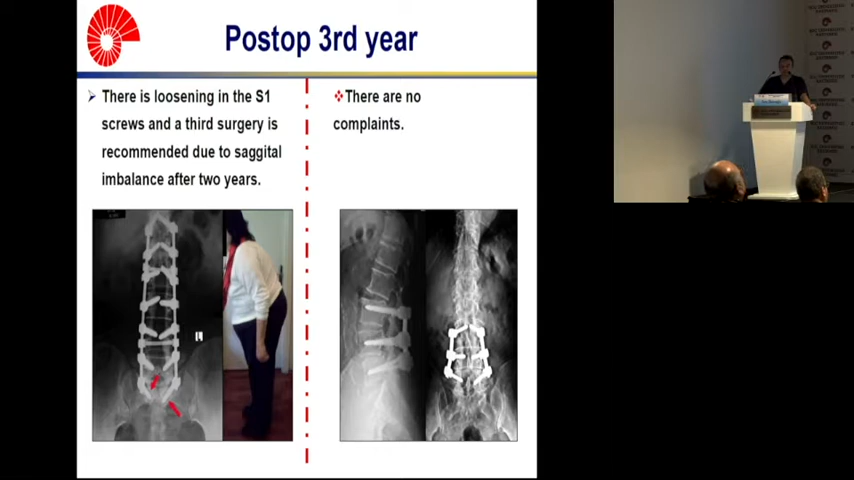 Postop 3rd year
There is loosening in the S1
screws and a third surgery is
recommended due to saggital
imbalance after two years.
There are no
complaints.
L